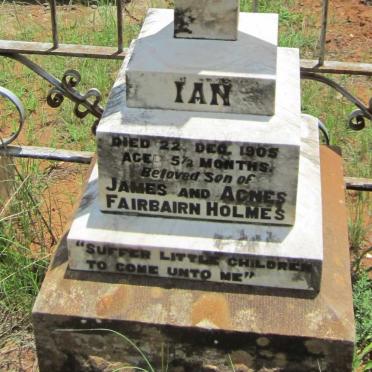 IAN
DIED 22. DEC. 1905
AGED 5½ MONTHS.
Beloved Son of
JAMES AND AGNES
FAIRBAIRN HOLMES
"SUFFER LITTLE CHILDREN
TO COME UNTO ME"